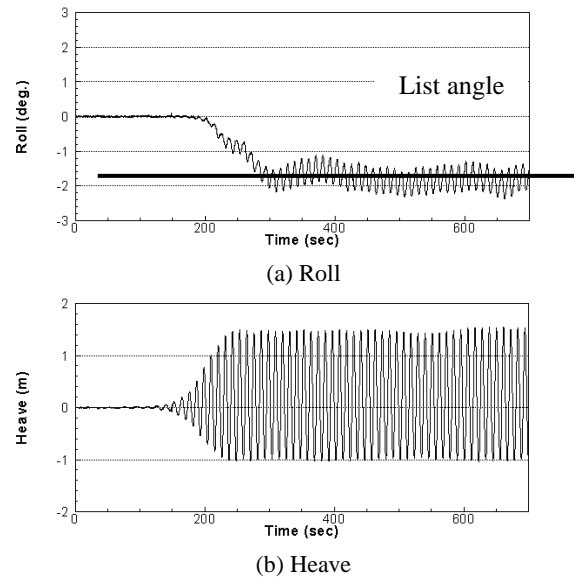 3
2
1
0
-1
-2
-3
Roll (deg.)
List angle
0 200 400 600
Time (sec)
(a) Roll
2
1
0
-1
-2
Heave (m)
0 200 400 600
Time (sec)
(b) Heave